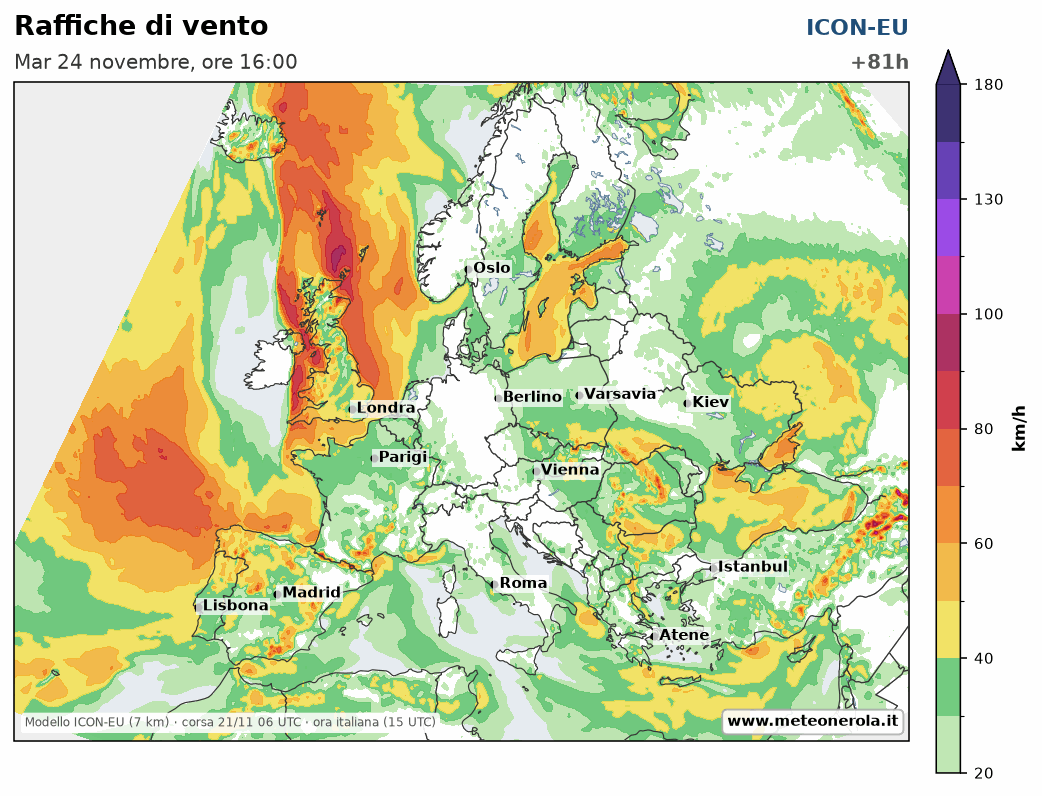 Raffiche di vento
ICON-EU
Mar 24 novembre, ore 16:00
+81h
180
130
100
80
60
40
20
km/h
Oslo
Berlino
Varsavia
Kiev
Londra
Parigi
Vienna
Istanbul
Roma
Madrid
Lisbona
Atene
Modello ICON-EU (7 km) · corsa 21/11 06 UTC · ora italiana (15 UTC)
www.meteonerola.it